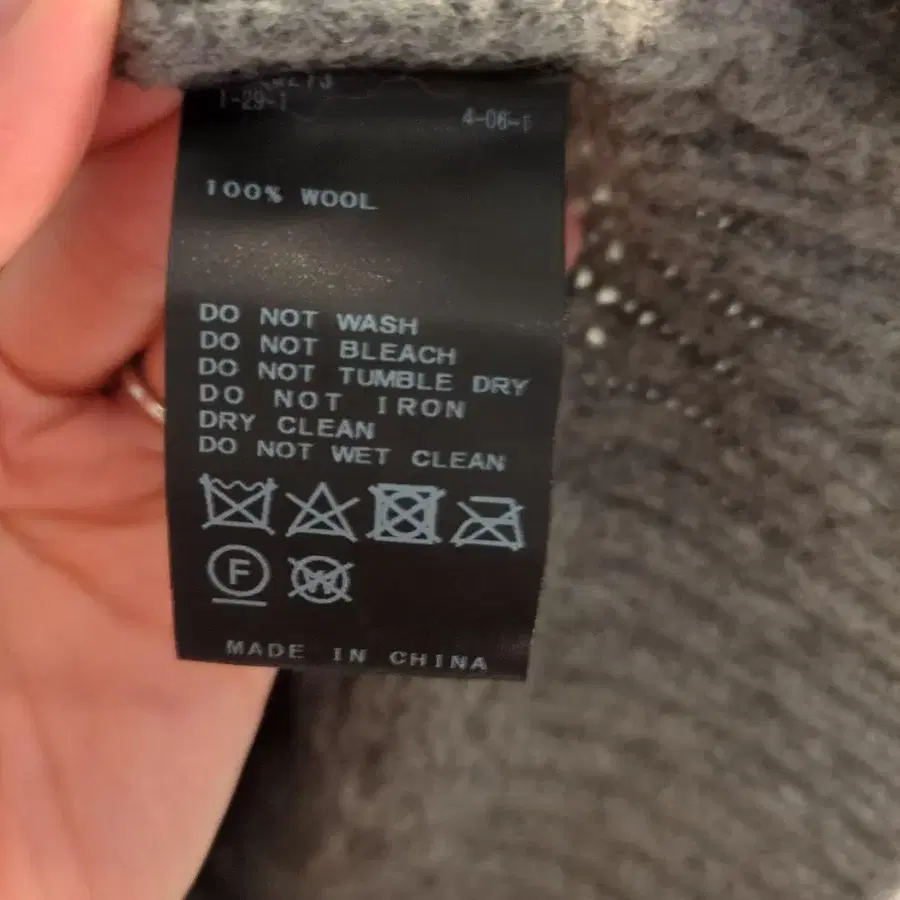 1-29-1
4-06-1
100% WOOL
DO NOT WASH
DO NOT BLEACH
DO NOT TUMBLE DRY
DO NOT IRON
DRY CLEAN
DO NOT WET CLEAN
F
W
MADE IN CHINA